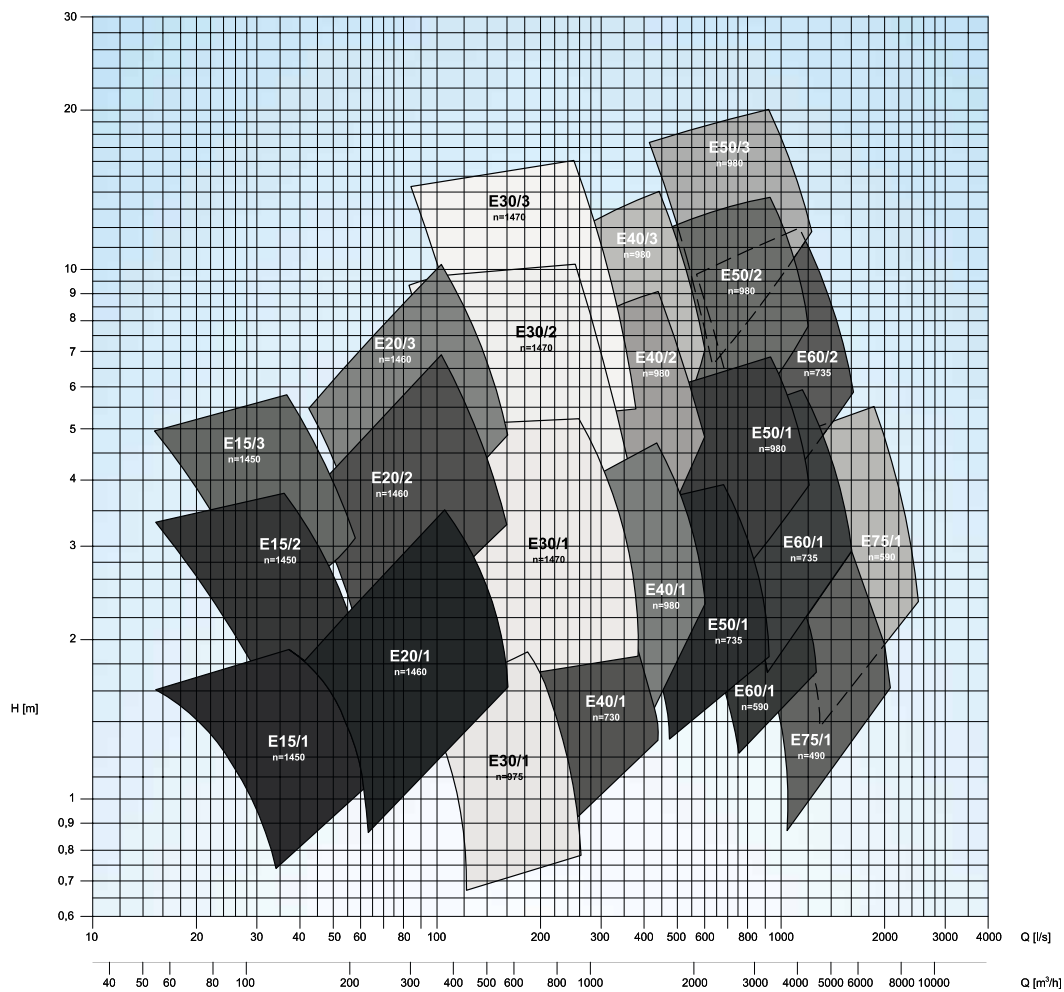 30
20
10
9
8
7
6
5
4
3
2
H [m]
1
0,9
0,8
0,7
0,6
E50/3
n=980
E30/3
n=1470
E40/3
n=980
E50/2
n=980
E30/2
n=1470
E20/3
n=1460
E40/2
n=980
E60/2
n=735
E15/3
n=1450
E50/1
n=980
E20/2
n=1460
E15/2
n=1450
E30/1
n=1470
E60/1
n=735
E75/1
n=590
E40/1
n=980
E50/1
n=735
E20/1
n=1460
E60/1
n=590
E40/1
n=730
E15/1
n=1450
E75/1
n=490
E30/1
n=975
10 20 30 40 60 80 100 200 300 400 500 600 800 1000 2000 3000 4000 Q [l/s]
40 50 60 80 100 200 300 400 500 600 800 1000 2000 3000 4000 5000 6000 8000 10000 Q [m³/h]